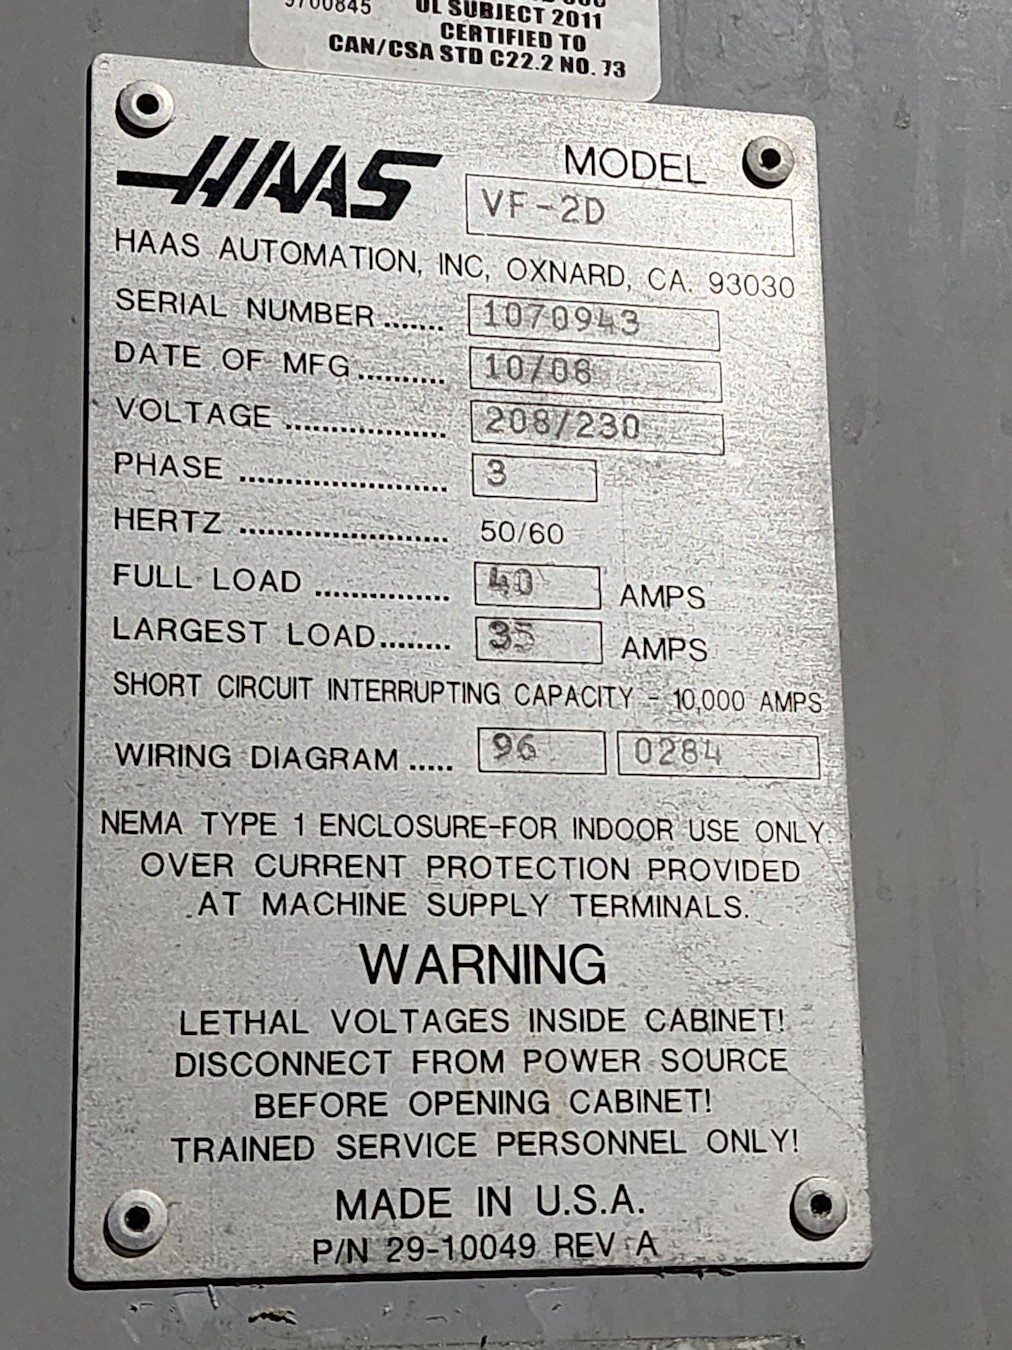 9700845
UL SUBJECT 2011
CERTIFIED TO
CAN/CSA STD C22.2 NO. 73
HAAS
MODEL
VF-2D
HAAS AUTOMATION, INC, OXNARD, CA. 93030
SERIAL NUMBER ....... 1070943
DATE OF MFG .......... 10/08
VOLTAGE .................. 208/230
PHASE ....................... 3
HERTZ ....................... 50/60
FULL LOAD ............... 40 AMPS
LARGEST LOAD ........ 35 AMPS
SHORT CIRCUIT INTERRUPTING CAPACITY - 10,000 AMPS
WIRING DIAGRAM ..... 96 0284
NEMA TYPE 1 ENCLOSURE-FOR INDOOR USE ONLY.
OVER CURRENT PROTECTION PROVIDED
AT MACHINE SUPPLY TERMINALS.
WARNING
LETHAL VOLTAGES INSIDE CABINET!
DISCONNECT FROM POWER SOURCE
BEFORE OPENING CABINET!
TRAINED SERVICE PERSONNEL ONLY!
MADE IN U.S.A.
P/N 29-10049 REV A